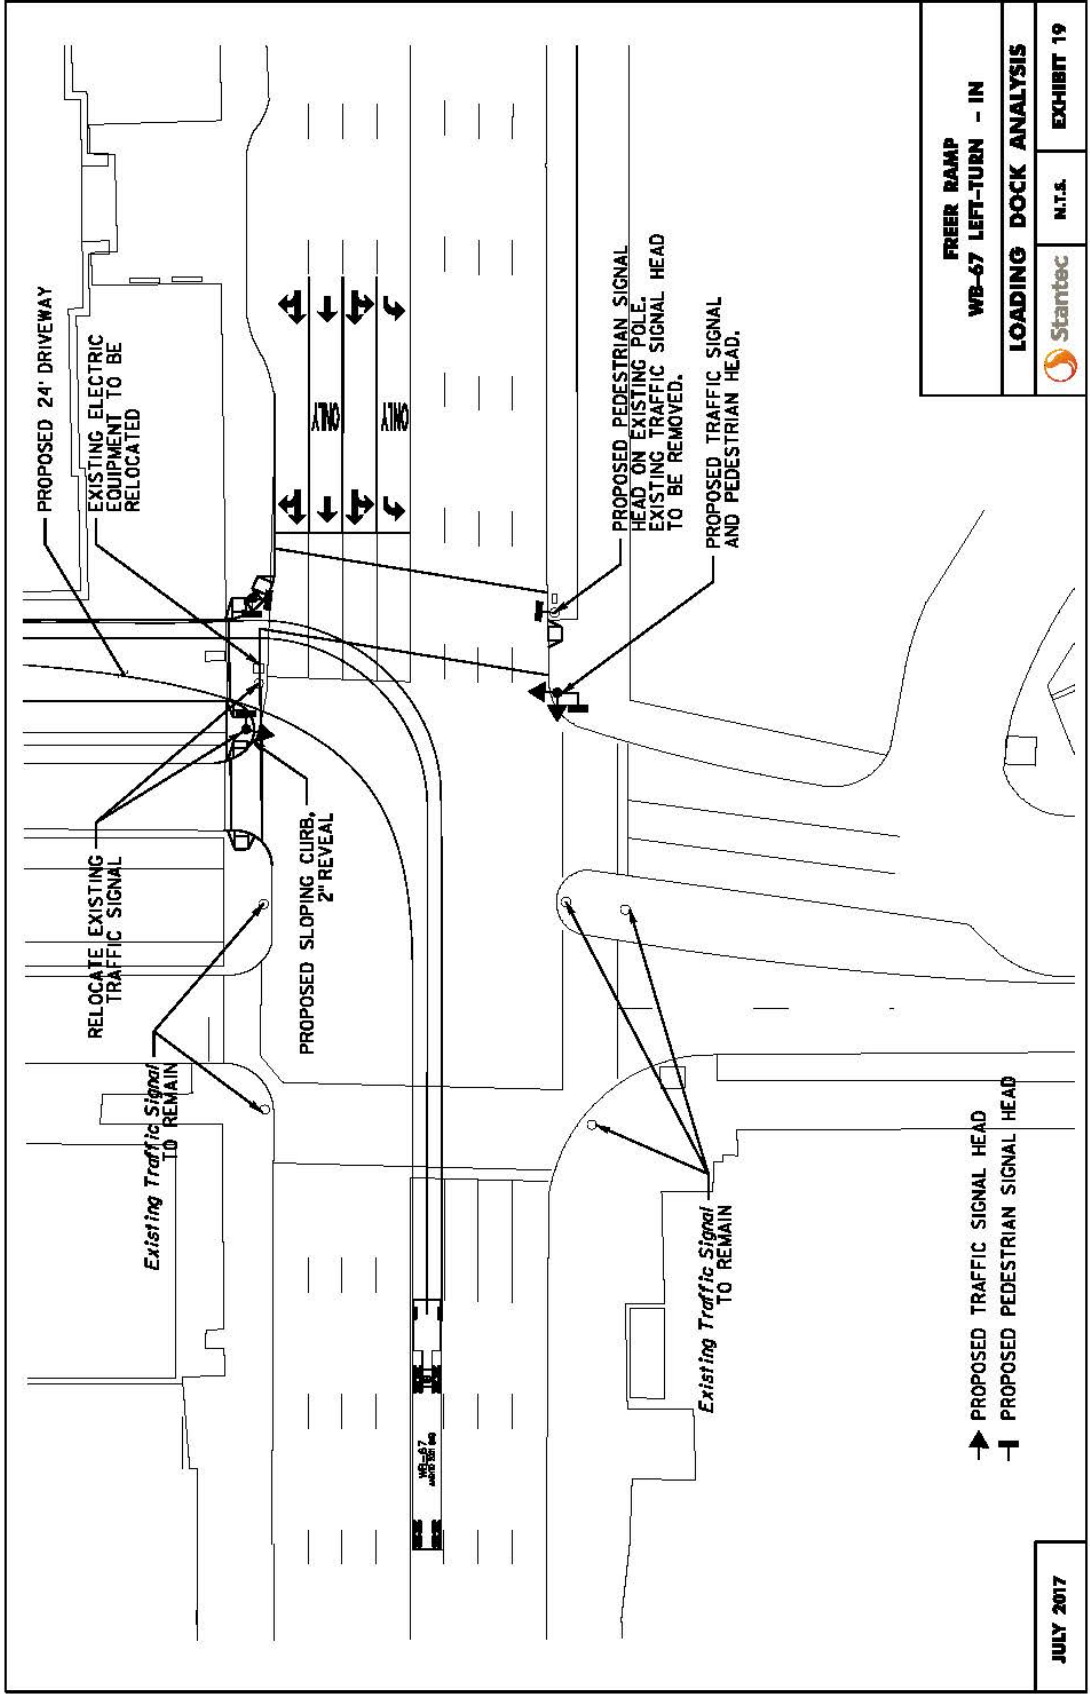 PROPOSED 24' DRIVEWAY
EXISTING ELECTRIC
EQUIPMENT TO BE
RELOCATED
RELOCATE EXISTING
TRAFFIC SIGNAL
Existing Traffic Signal
TO REMAIN
PROPOSED SLOPING CURB,
2" REVEAL
ONLY
ONLY
PROPOSED PEDESTRIAN SIGNAL
HEAD ON EXISTING POLE.
EXISTING TRAFFIC SIGNAL HEAD
TO BE REMOVED.
PROPOSED TRAFFIC SIGNAL
AND PEDESTRIAN HEAD.
WB-67
Existing Traffic Signal
TO REMAIN
PROPOSED TRAFFIC SIGNAL HEAD
PROPOSED PEDESTRIAN SIGNAL HEAD
FREER RAMP
WB-67 LEFT-TURN - IN
LOADING DOCK ANALYSIS
Stantec
N.T.S.
EXHIBIT 19
JULY 2017